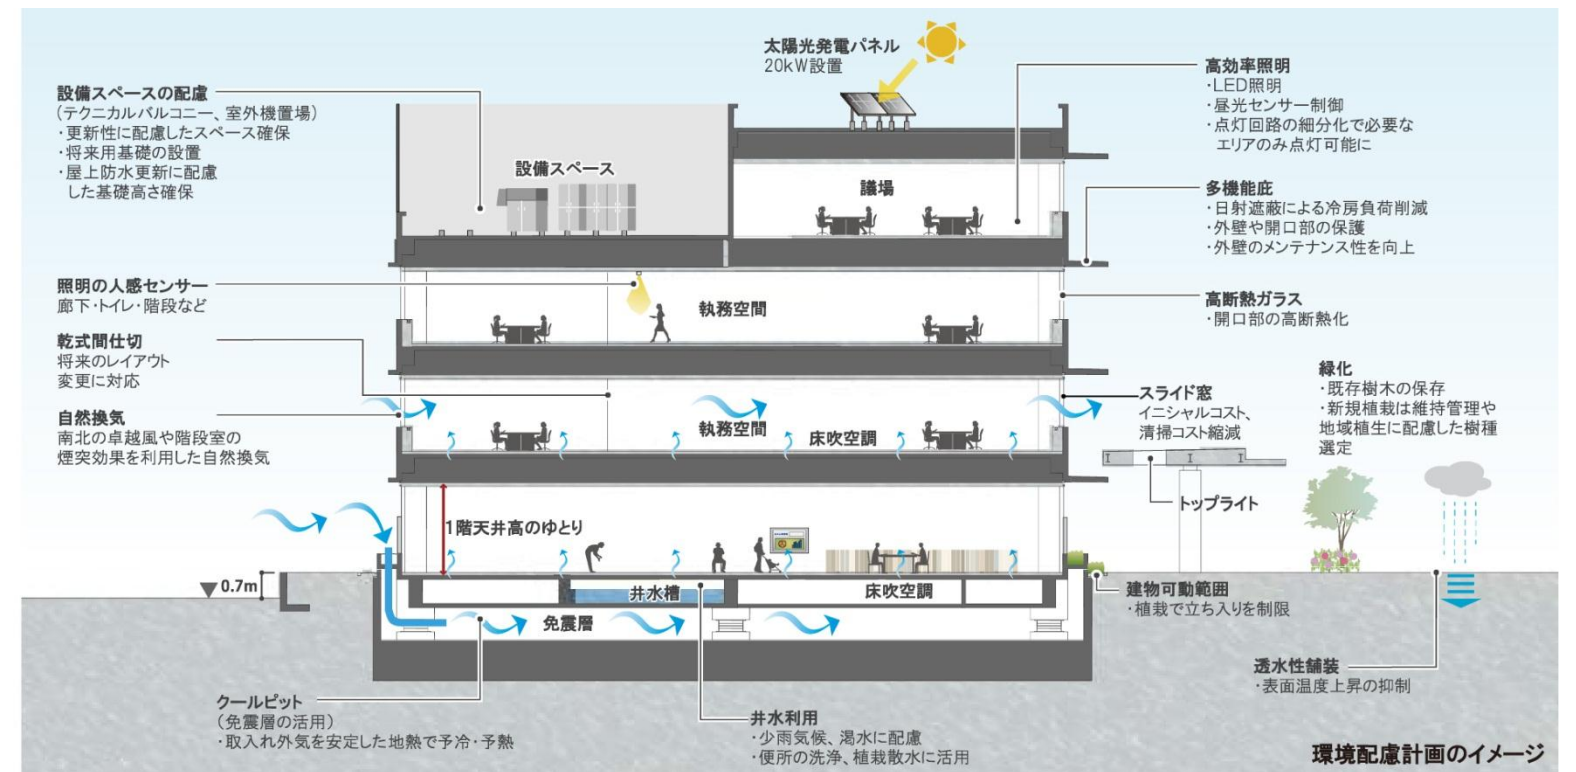 太陽光発電パネル
20kW設置
設備スペースの配慮
（テクニカルバルコニー、室外機置場）
・更新性に配慮したスペース確保
・将来用基礎の設置
・屋上防水更新に配慮
した基礎高さ確保
高効率照明
・LED照明
・昼光センサー制御
・点灯回路の細分化で必要な
エリアのみ点灯可能に
設備スペース
議場
多機能庇
・日射遮蔽による冷房負荷削減
・外壁や開口部の保護
・外壁のメンテナンス性を向上
照明の人感センサー
廊下・トイレ・階段など
執務空間
高断熱ガラス
・開口部の高断熱化
乾式間仕切
将来のレイアウト
変更に対応
自然換気
南北の卓越風や階段室の
煙突効果を利用した自然換気
執務空間
床吹空調
スライド窓
イニシャルコスト、
清掃コスト縮減
緑化
・既存樹木の保存
・新規植栽は維持管理や
地域植生に配慮した樹種
選定
トップライト
1階天井高のゆとり
▼0.7m
井水槽
床吹空調
免震層
建物可動範囲
・植栽で立ち入りを制限
透水性舗装
・表面温度上昇の抑制
クールピット
（免震層の活用）
・取入れ外気を安定した地熱で予冷・予熱
井水利用
・少雨気候、渇水に配慮
・便所の洗浄、植栽散水に活用
環境配慮計画のイメージ